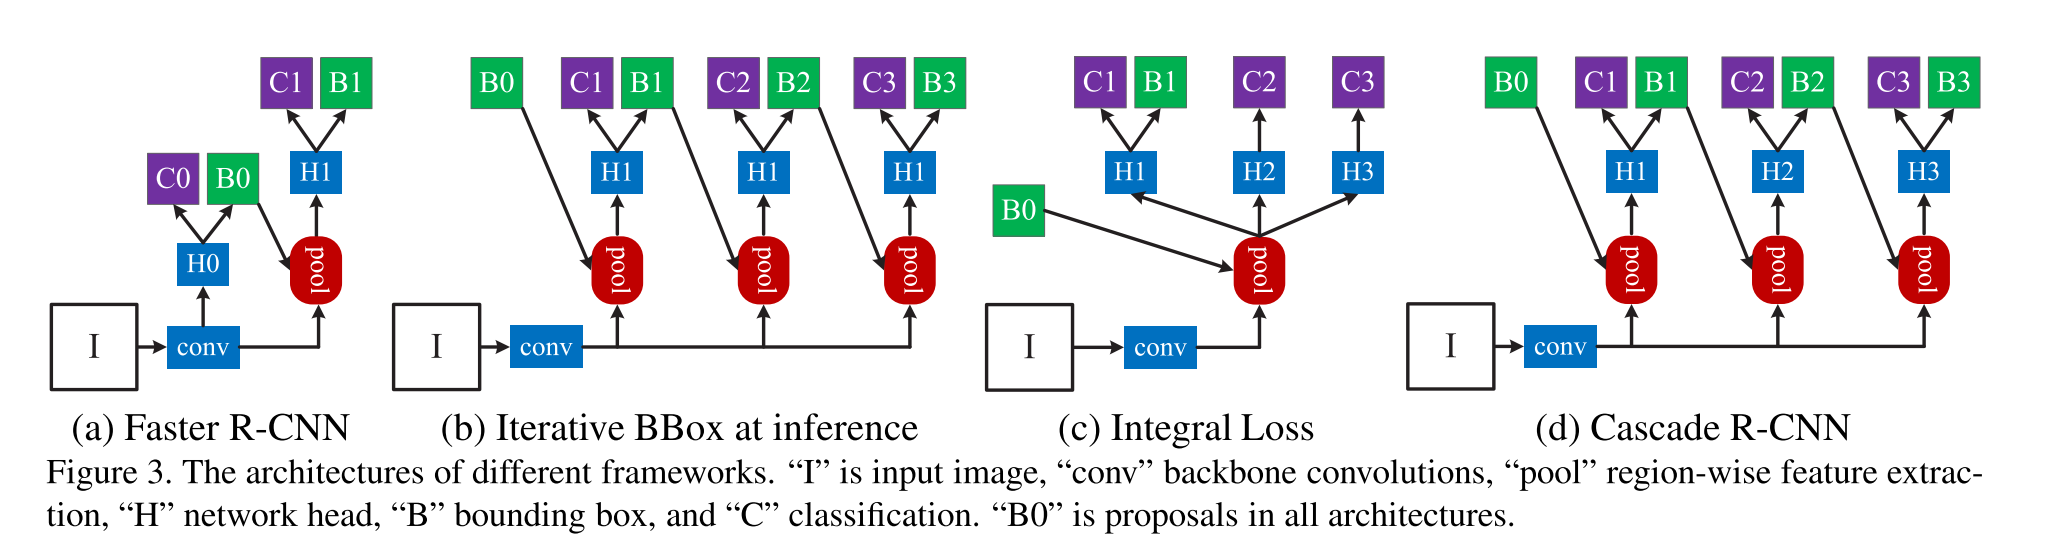 C1 B1
C0 B0 H1
H0 pool
I conv
(a) Faster R-CNN
B0 C1 B1 C2 B2 C3 B3
H1 H1 H1
pool pool pool
I conv
(b) Iterative BBox at inference
C1 B1 C2 C3
H1 H2 H3
B0
pool
I conv
(c) Integral Loss
B0 C1 B1 C2 B2 C3 B3
H1 H2 H3
pool pool pool
I conv
(d) Cascade R-CNN
Figure 3. The architectures of different frameworks. “I” is input image, “conv” backbone convolutions, “pool” region-wise feature extrac-
tion, “H” network head, “B” bounding box, and “C” classification. “B0” is proposals in all architectures.